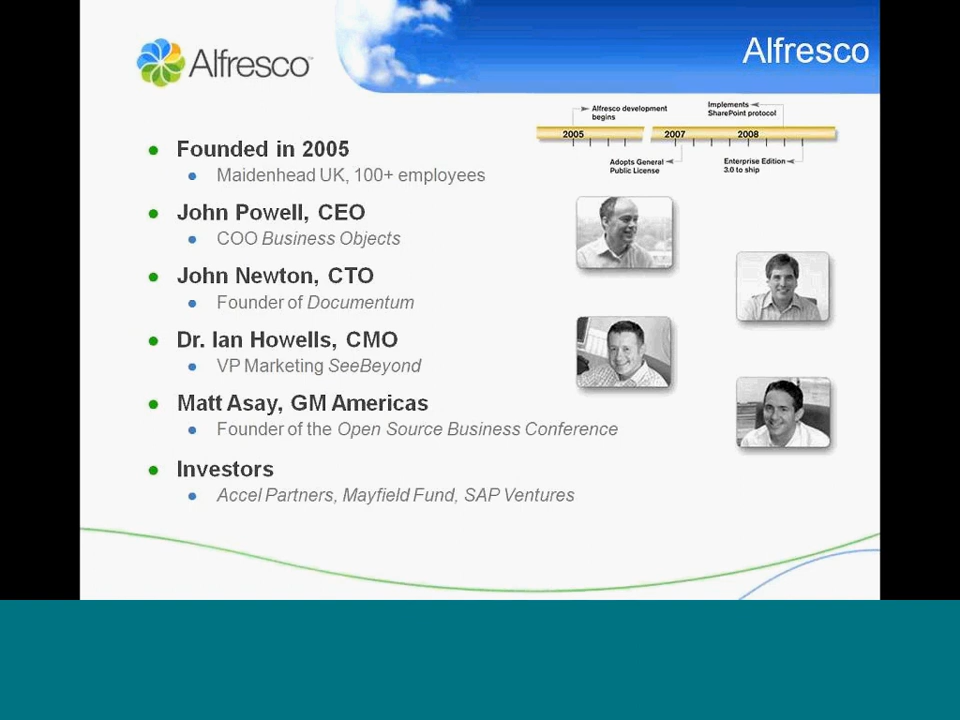 Alfresco™
Alfresco
Alfresco development
begins
Implements
SharePoint protocol
2005
2007
2008
Adopts General
Public License
Enterprise Edition
3.0 to ship
Founded in 2005
Maidenhead UK, 100+ employees
John Powell, CEO
COO Business Objects
John Newton, CTO
Founder of Documentum
Dr. Ian Howells, CMO
VP Marketing SeeBeyond
Matt Asay, GM Americas
Founder of the Open Source Business Conference
Investors
Accel Partners, Mayfield Fund, SAP Ventures